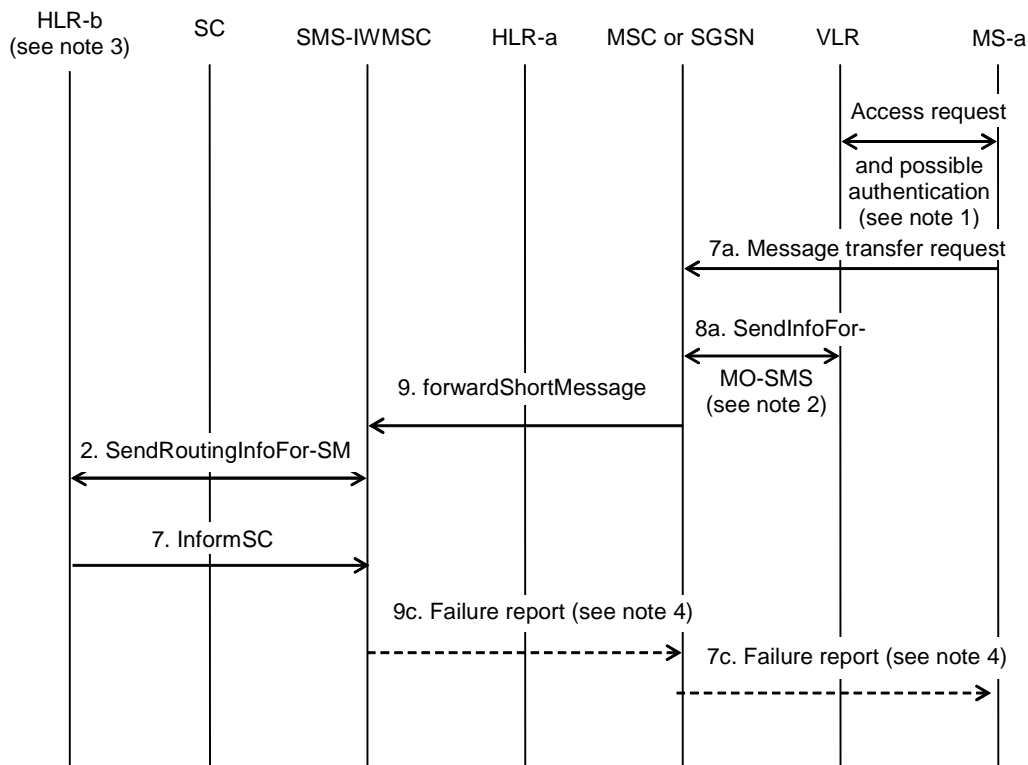 HLR-b
(see note 3)
SC
SMS-IWMSC
HLR-a
MSC or SGSN
VLR
MS-a
Access request
and possible
authentication
(see note 1)
7a. Message transfer request
8a. SendInfoFor-
MO-SMS
(see note 2)
9. forwardShortMessage
2. SendRoutingInfoFor-SM
7. InformSC
9c. Failure report (see note 4)
7c. Failure report (see note 4)